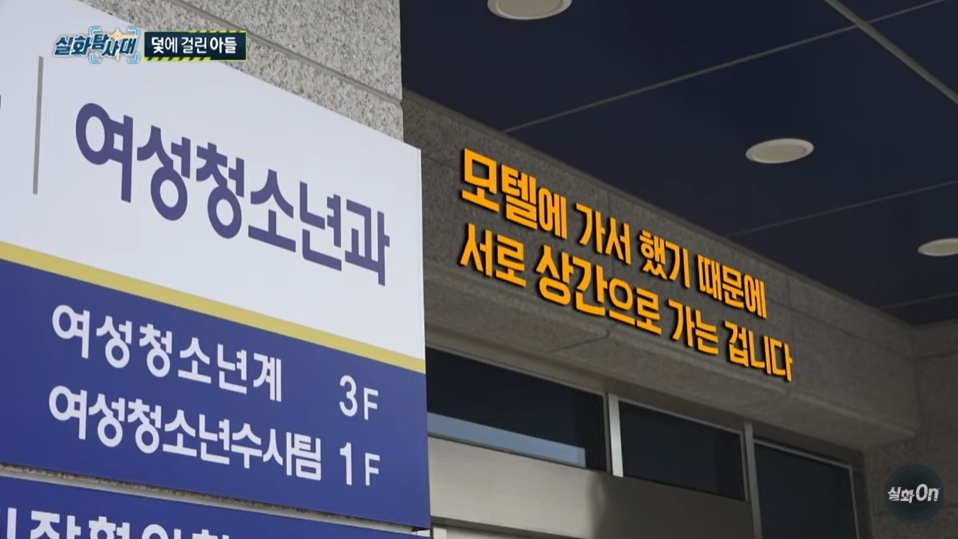 실화탐사대 덫에 걸린 아들
여성청소년과
모텔에 가서 했기 때문에
서로 상간으로 가는 겁니다
여성청소년계 3F
여성청소년수사팀 1F
실화On